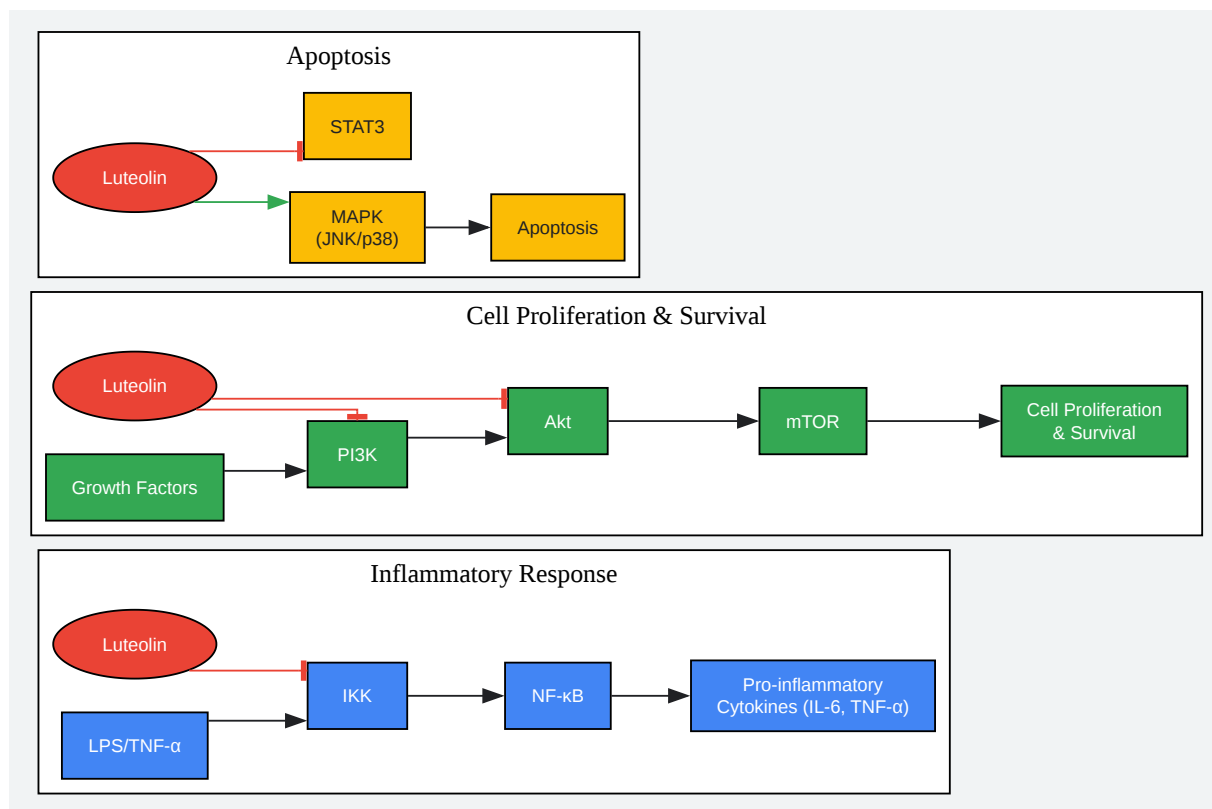 Apoptosis
STAT3
Luteolin
MAPK
(JNK/p38)
Apoptosis
Cell Proliferation & Survival
Luteolin
Akt
mTOR
Cell Proliferation
& Survival
PI3K
Growth Factors
Inflammatory Response
Luteolin
IKK
NF-κB
Pro-inflammatory
Cytokines (IL-6, TNF-α)
LPS/TNF-α